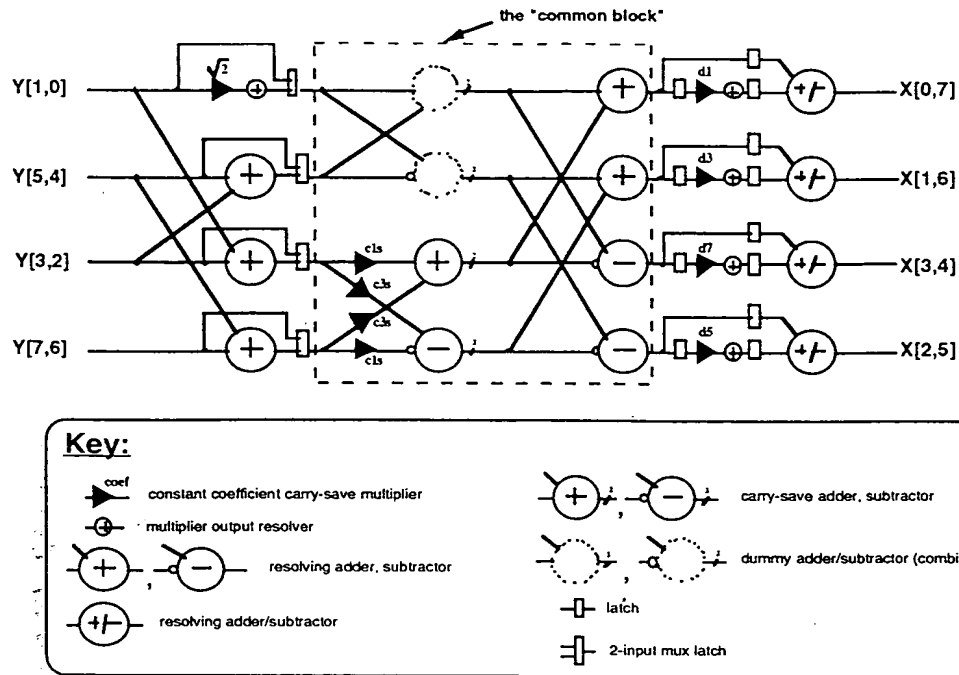 the "common block"
√2
d1
Y[1,0]
+
+
+/-
X[0,7]
d3
Y[5,4]
+
+
+/-
X[1,6]
c1s
d7
Y[3,2]
+
+
-
+/-
X[3,4]
c3s
c3s
d5
Y[7,6]
+
c1s
-
-
+/-
X[2,5]
Key:
coef
constant coefficient carry-save multiplier
+ , - carry-save adder, subtractor
+ multiplier output resolver
+ , - resolving adder, subtractor
, dummy adder/subtractor (combi
latch
+/- resolving adder/subtractor
2-input mux latch